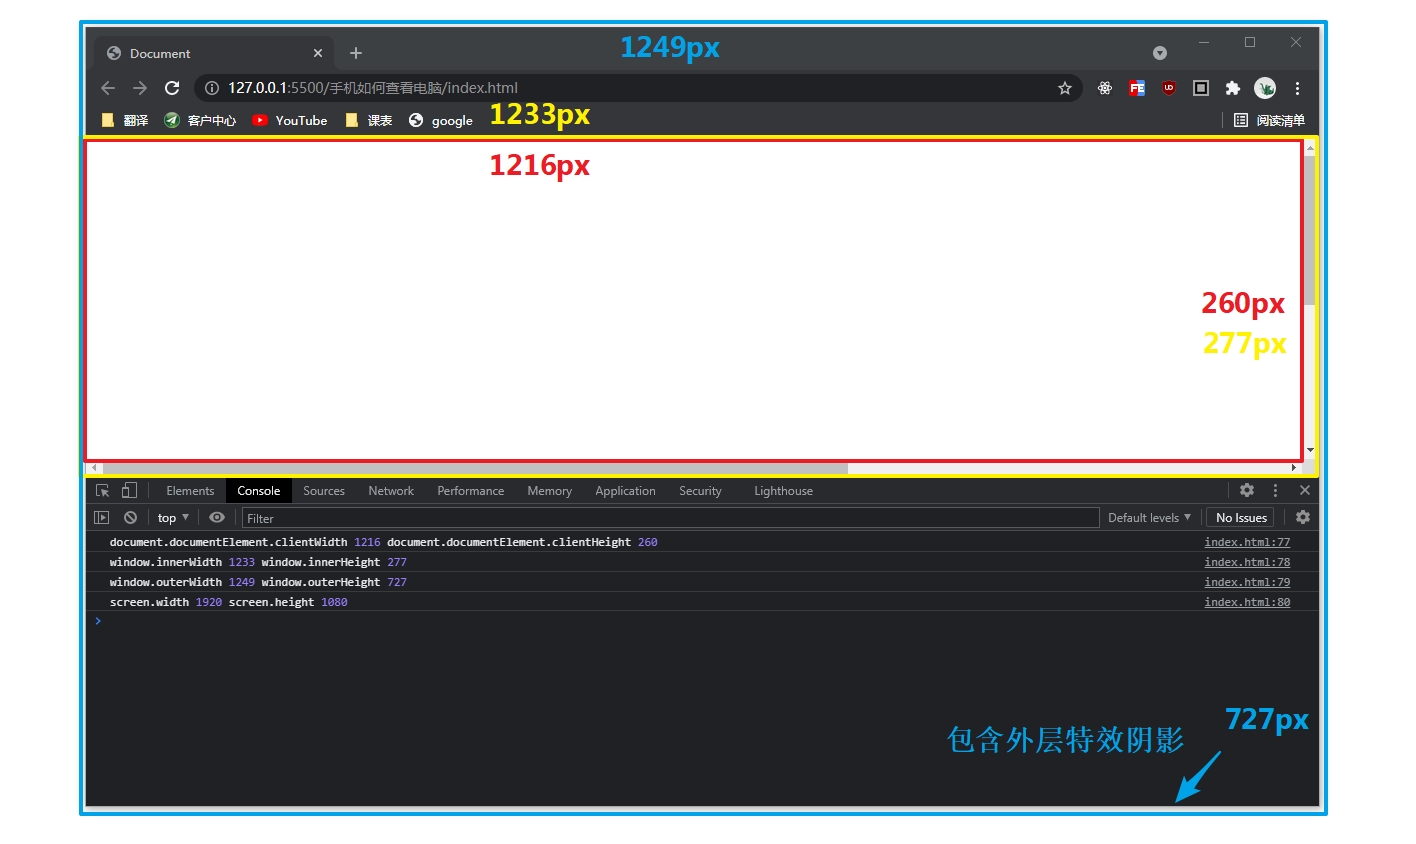 Document
1249px
127.0.0.1:5500/手机如何查看电脑/index.html
FE
UD
翻译 客户中心 YouTube 课表 google 1233px 阅读清单
1216px
260px
277px
Elements Console Sources Network Performance Memory Application Security Lighthouse
top Filter Default levels No Issues
document.documentElement.clientWidth 1216 document.documentElement.clientHeight 260 index.html:77
window.innerWidth 1233 window.innerHeight 277 index.html:78
window.outerWidth 1249 window.outerHeight 727 index.html:79
screen.width 1920 screen.height 1080 index.html:80
727px
包含外层特效阴影